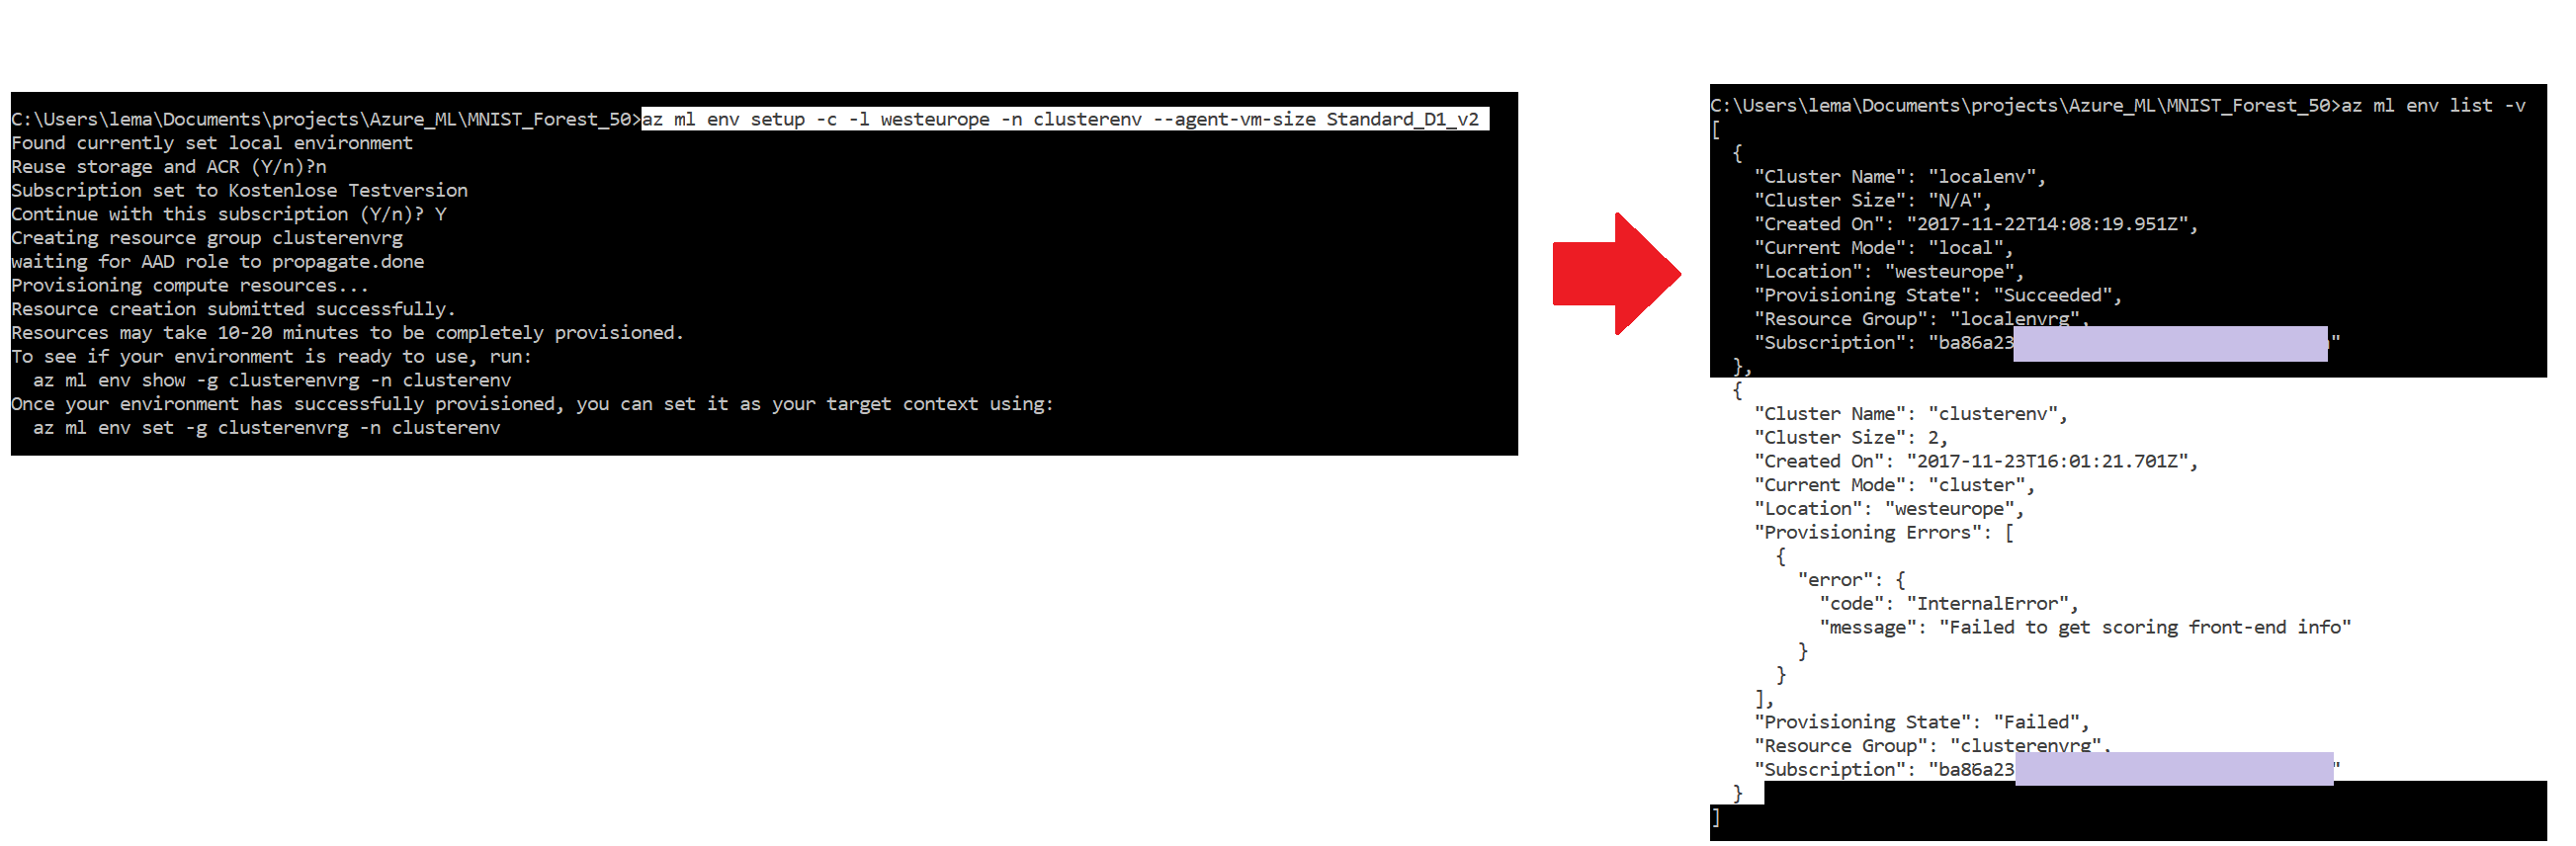 C:\Users\lema\Documents\projects\Azure_ML\MNIST_Forest_50>az ml env setup -c -l westeurope -n clusterenv --agent-vm-size Standard_D1_v2
Found currently set local environment
Reuse storage and ACR (Y/n)?n
Subscription set to Kostenlose Testversion
Continue with this subscription (Y/n)? Y
Creating resource group clusterenvrg
waiting for AAD role to propagate.done
Provisioning compute resources...
Resource creation submitted successfully.
Resources may take 10-20 minutes to be completely provisioned.
To see if your environment is ready to use, run:
  az ml env show -g clusterenvrg -n clusterenv
Once your environment has successfully provisioned, you can set it as your target context using:
  az ml env set -g clusterenvrg -n clusterenv
C:\Users\lema\Documents\projects\Azure_ML\MNIST_Forest_50>az ml env list -v
[
  {
    "Cluster Name": "localenv",
    "Cluster Size": "N/A",
    "Created On": "2017-11-22T14:08:19.951Z",
    "Current Mode": "local",
    "Location": "westeurope",
    "Provisioning State": "Succeeded",
    "Resource Group": "localenvrg",
    "Subscription": "ba86a23"
  },
  {
    "Cluster Name": "clusterenv",
    "Cluster Size": 2,
    "Created On": "2017-11-23T16:01:21.701Z",
    "Current Mode": "cluster",
    "Location": "westeurope",
    "Provisioning Errors": [
      {
        "error": {
          "code": "InternalError",
          "message": "Failed to get scoring front-end info"
        }
      }
    ],
    "Provisioning State": "Failed",
    "Resource Group": "clusterenvrg",
    "Subscription": "ba86a23"
  }
]